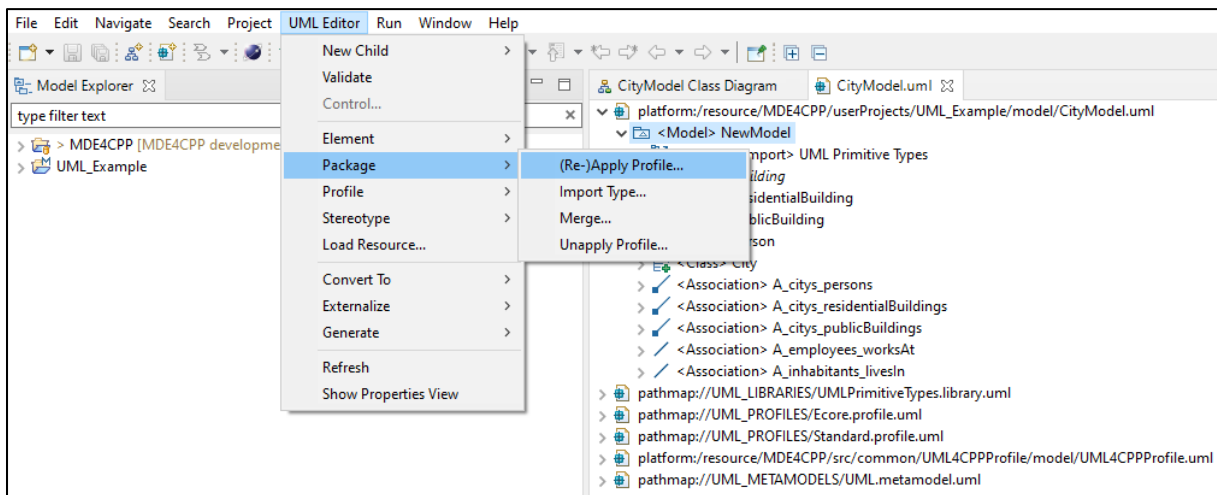 File Edit Navigate Search Project UML Editor Run Window Help
Model Explorer
type filter text
> MDE4CPP [MDE4CPP developme
UML_Example
New Child
Validate
Control...
Element
Package
Profile
Stereotype
Load Resource...
Convert To
Externalize
Generate
Refresh
Show Properties View
(Re-)Apply Profile...
Import Type...
Merge...
Unapply Profile...
CityModel Class Diagram
CityModel.uml
platform:/resource/MDE4CPP/userProjects/UML_Example/model/CityModel.uml
<Model> NewModel
mport> UML Primitive Types
ilding
sidentialBuilding
blicBuilding
rson
<Class> City
<Association> A_citys_persons
<Association> A_citys_residentialBuildings
<Association> A_citys_publicBuildings
<Association> A_employees_worksAt
<Association> A_inhabitants_livesIn
pathmap://UML_LIBRARIES/UMLPrimitiveTypes.library.uml
pathmap://UML_PROFILES/Ecore.profile.uml
pathmap://UML_PROFILES/Standard.profile.uml
platform:/resource/MDE4CPP/src/common/UML4CPPProfile/model/UML4CPPProfile.uml
pathmap://UML_METAMODELS/UML.metamodel.uml